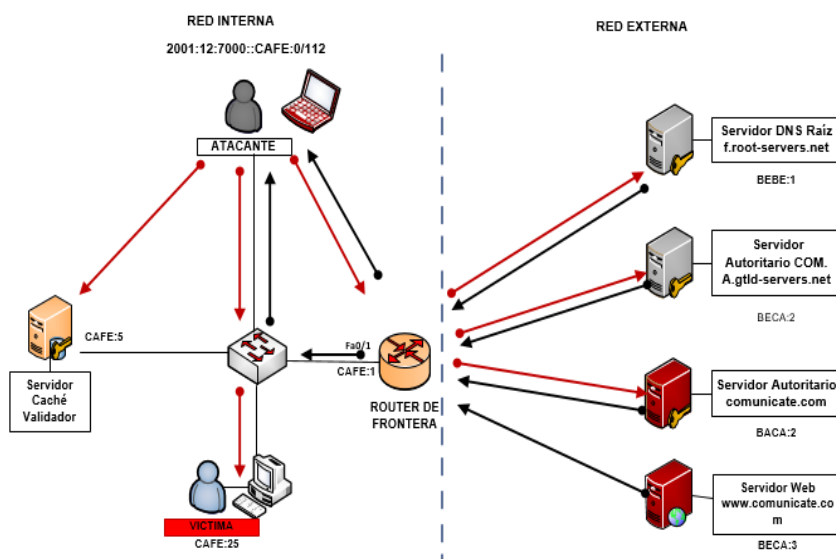 RED INTERNA
2001:12:7000::CAFE:0/112
RED EXTERNA
ATACANTE
Servidor DNS Raíz
f.root-servers.net
BEBE:1
Servidor
Autoritario COM.
A.gtld-servers.net
BECA:2
CAFE:5
Servidor
Caché
Validador
Fa0/1
CAFE:1
ROUTER DE
FRONTERA
Servidor Autoritario
comunicate.com
BACA:2
VICTIMA
CAFE:25
Servidor Web
www.comunicate.co
m
BECA:3